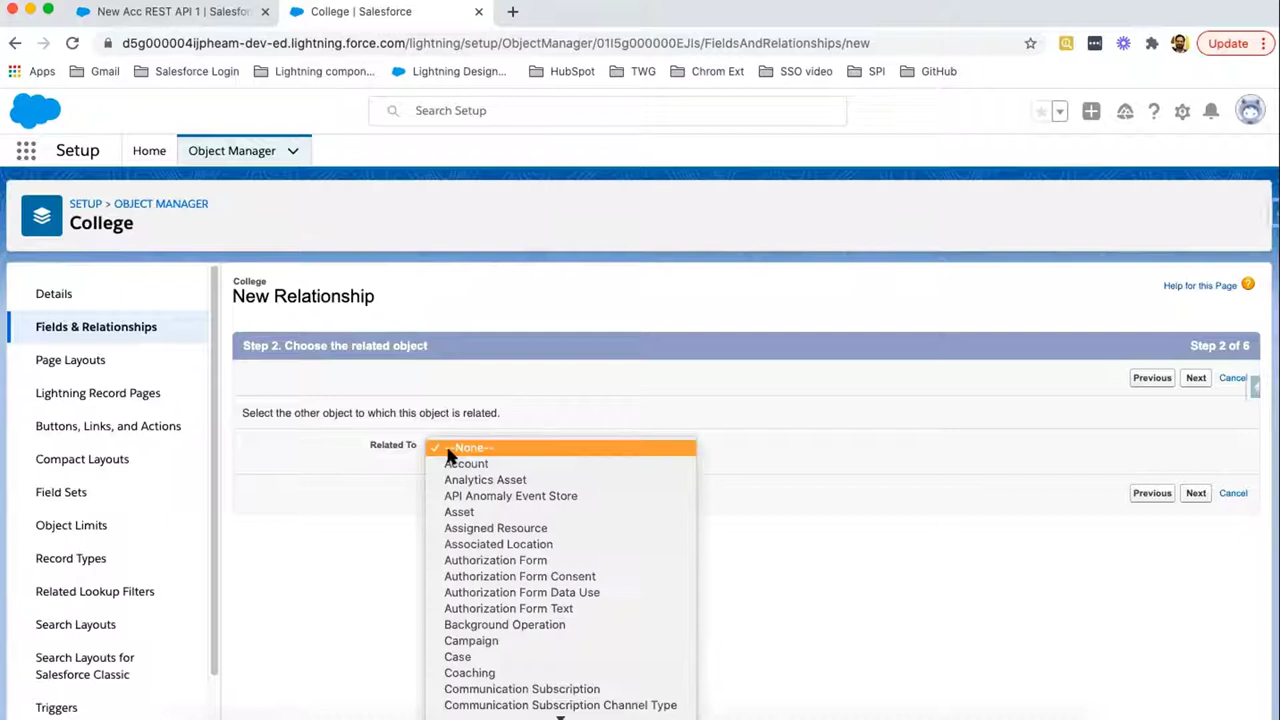 New Acc REST API 1 | Salesfor
College | Salesforce
d5g000004ijpheam-dev-ed.lightning.force.com/lightning/setup/ObjectManager/01I5g000000EJIs/FieldsAndRelationships/new
Update
Apps
Gmail
Salesforce Login
Lightning compon...
Lightning Design...
HubSpot
TWG
Chrom Ext
SSO video
SPI
GitHub
Search Setup
Setup
Home
Object Manager
SETUP > OBJECT MANAGER
College
Details
Fields & Relationships
Page Layouts
Lightning Record Pages
Buttons, Links, and Actions
Compact Layouts
Field Sets
Object Limits
Record Types
Related Lookup Filters
Search Layouts
Search Layouts for
Salesforce Classic
Triggers
College
New Relationship
Help for this Page
Step 2. Choose the related object
Step 2 of 6
Previous
Next
Cancel
Select the other object to which this object is related.
Related To
--None--
Account
Analytics Asset
API Anomaly Event Store
Asset
Assigned Resource
Associated Location
Authorization Form
Authorization Form Consent
Authorization Form Data Use
Authorization Form Text
Background Operation
Campaign
Case
Coaching
Communication Subscription
Communication Subscription Channel Type
Previous
Next
Cancel